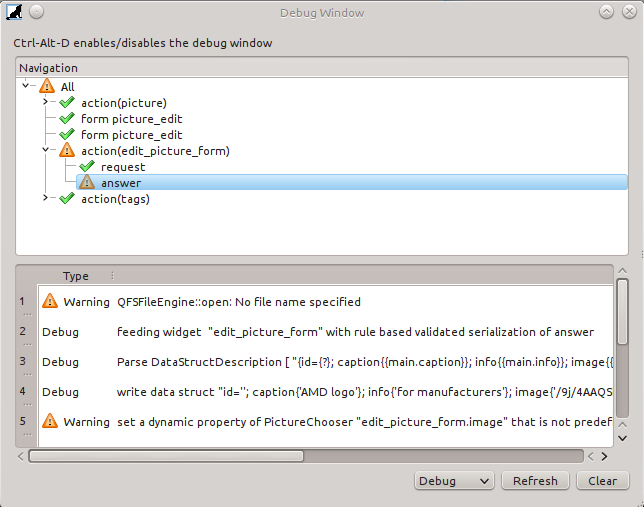 Debug Window
Ctrl-Alt-D enables/disables the debug window
Navigation
All
action(picture)
form picture_edit
form picture_edit
action(edit_picture_form)
request
answer
action(tags)
Type
1 Warning QFSFileEngine::open: No file name specified
2 Debug feeding widget "edit_picture_form" with rule based validated serialization of answer
3 Debug Parse DataStructDescription [ "{id={?}; caption{{main.caption}}; info{{main.info}}; image{{
4 Debug write data struct "id=''; caption{'AMD logo'}; info{'for manufacturers'}; image{'/9j/4AAQS
5 Warning set a dynamic property of PictureChooser "edit_picture_form.image" that is not predef
Debug Refresh Clear